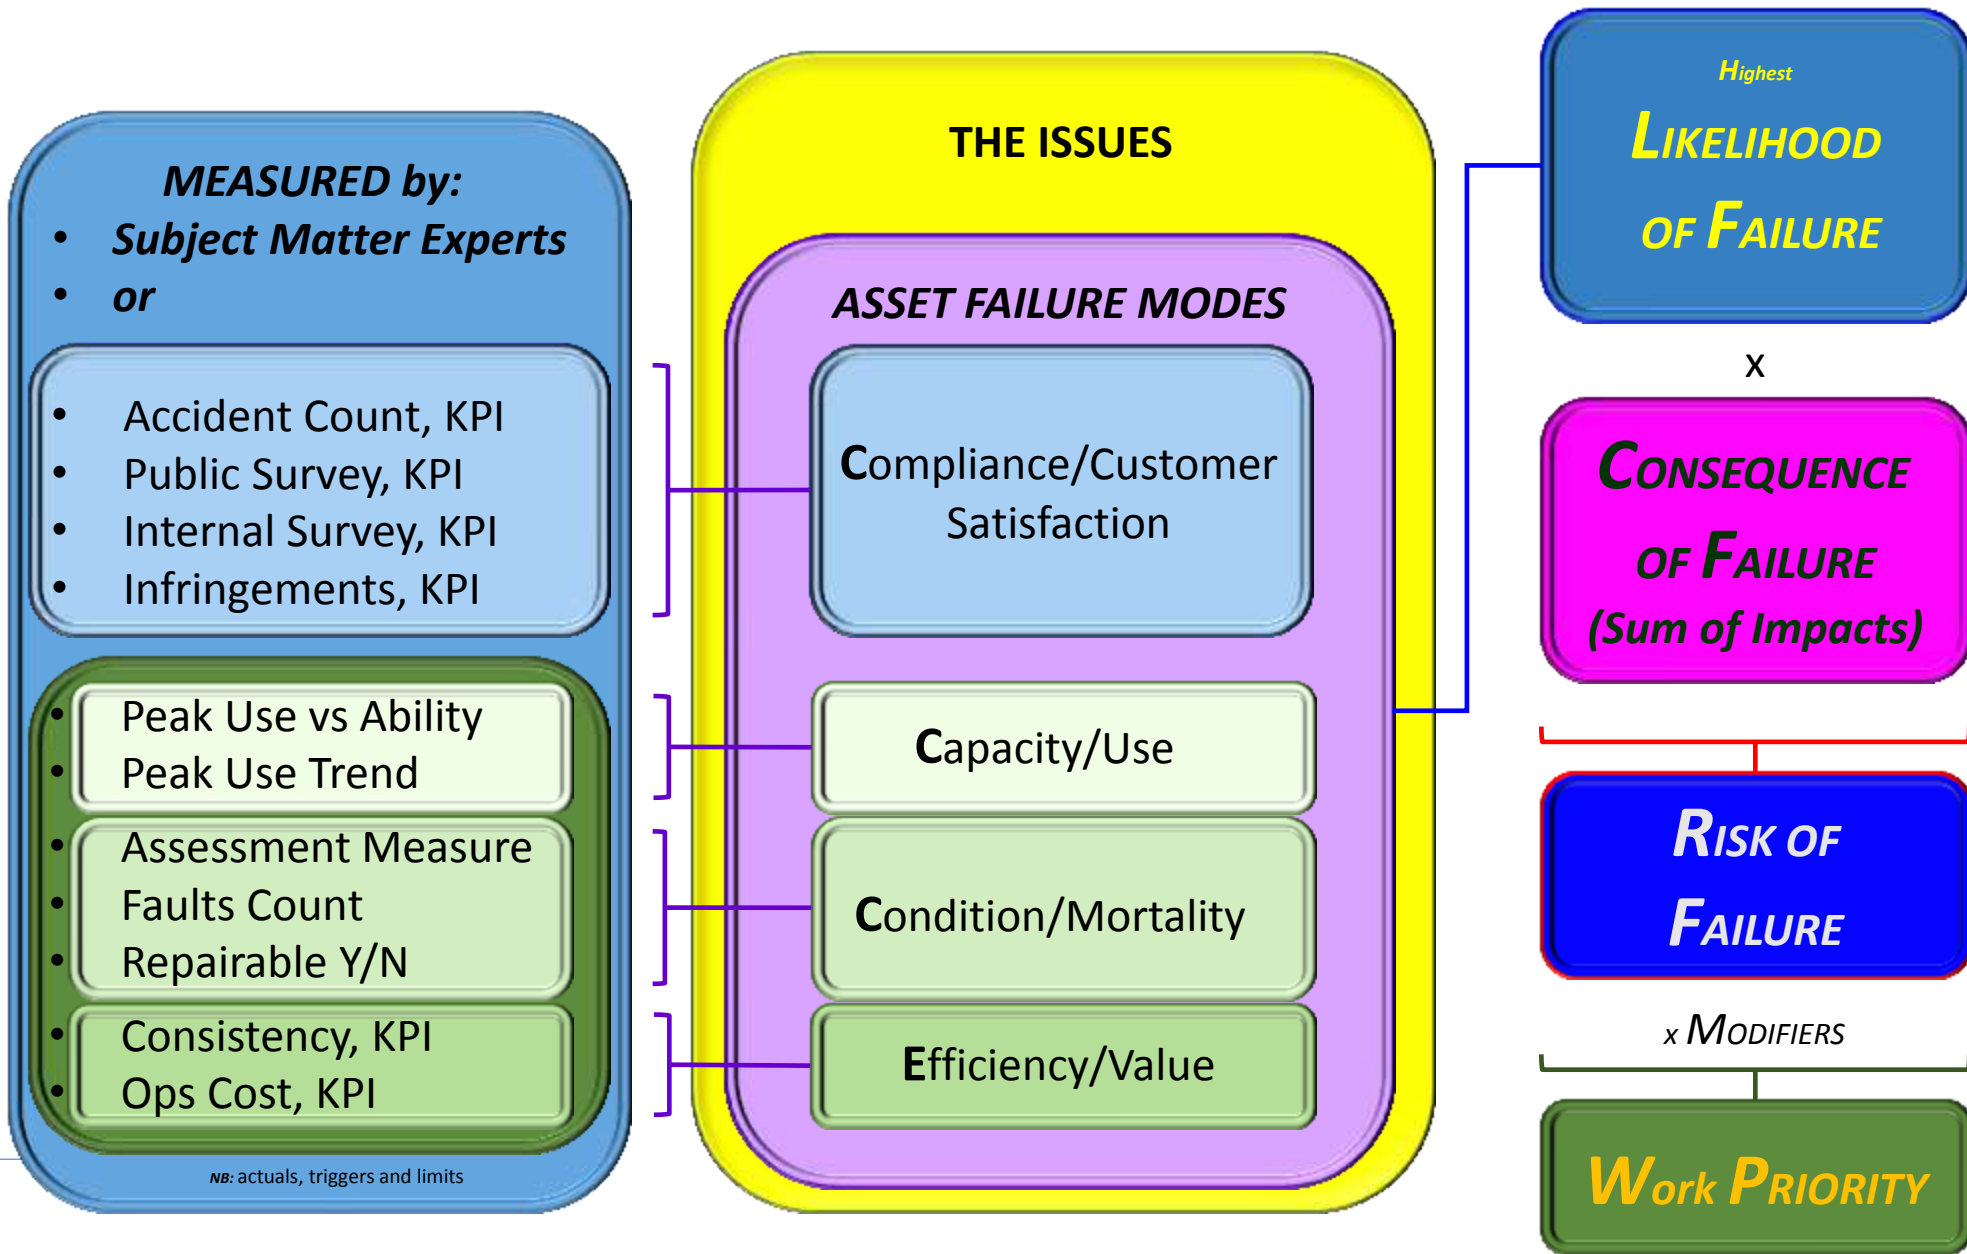 MEASURED by:
• Subject Matter Experts
• or
• Accident Count, KPI
• Public Survey, KPI
• Internal Survey, KPI
• Infringements, KPI
• Peak Use vs Ability
• Peak Use Trend
• Assessment Measure
• Faults Count
• Repairable Y/N
• Consistency, KPI
• Ops Cost, KPI
NB: actuals, triggers and limits
THE ISSUES
ASSET FAILURE MODES
Compliance/Customer
Satisfaction
Capacity/Use
Condition/Mortality
Efficiency/Value
Highest
LIKELIHOOD
OF FAILURE
x
CONSEQUENCE
OF FAILURE
(Sum of Impacts)
RISK OF
FAILURE
x MODIFIERS
Work PRIORITY